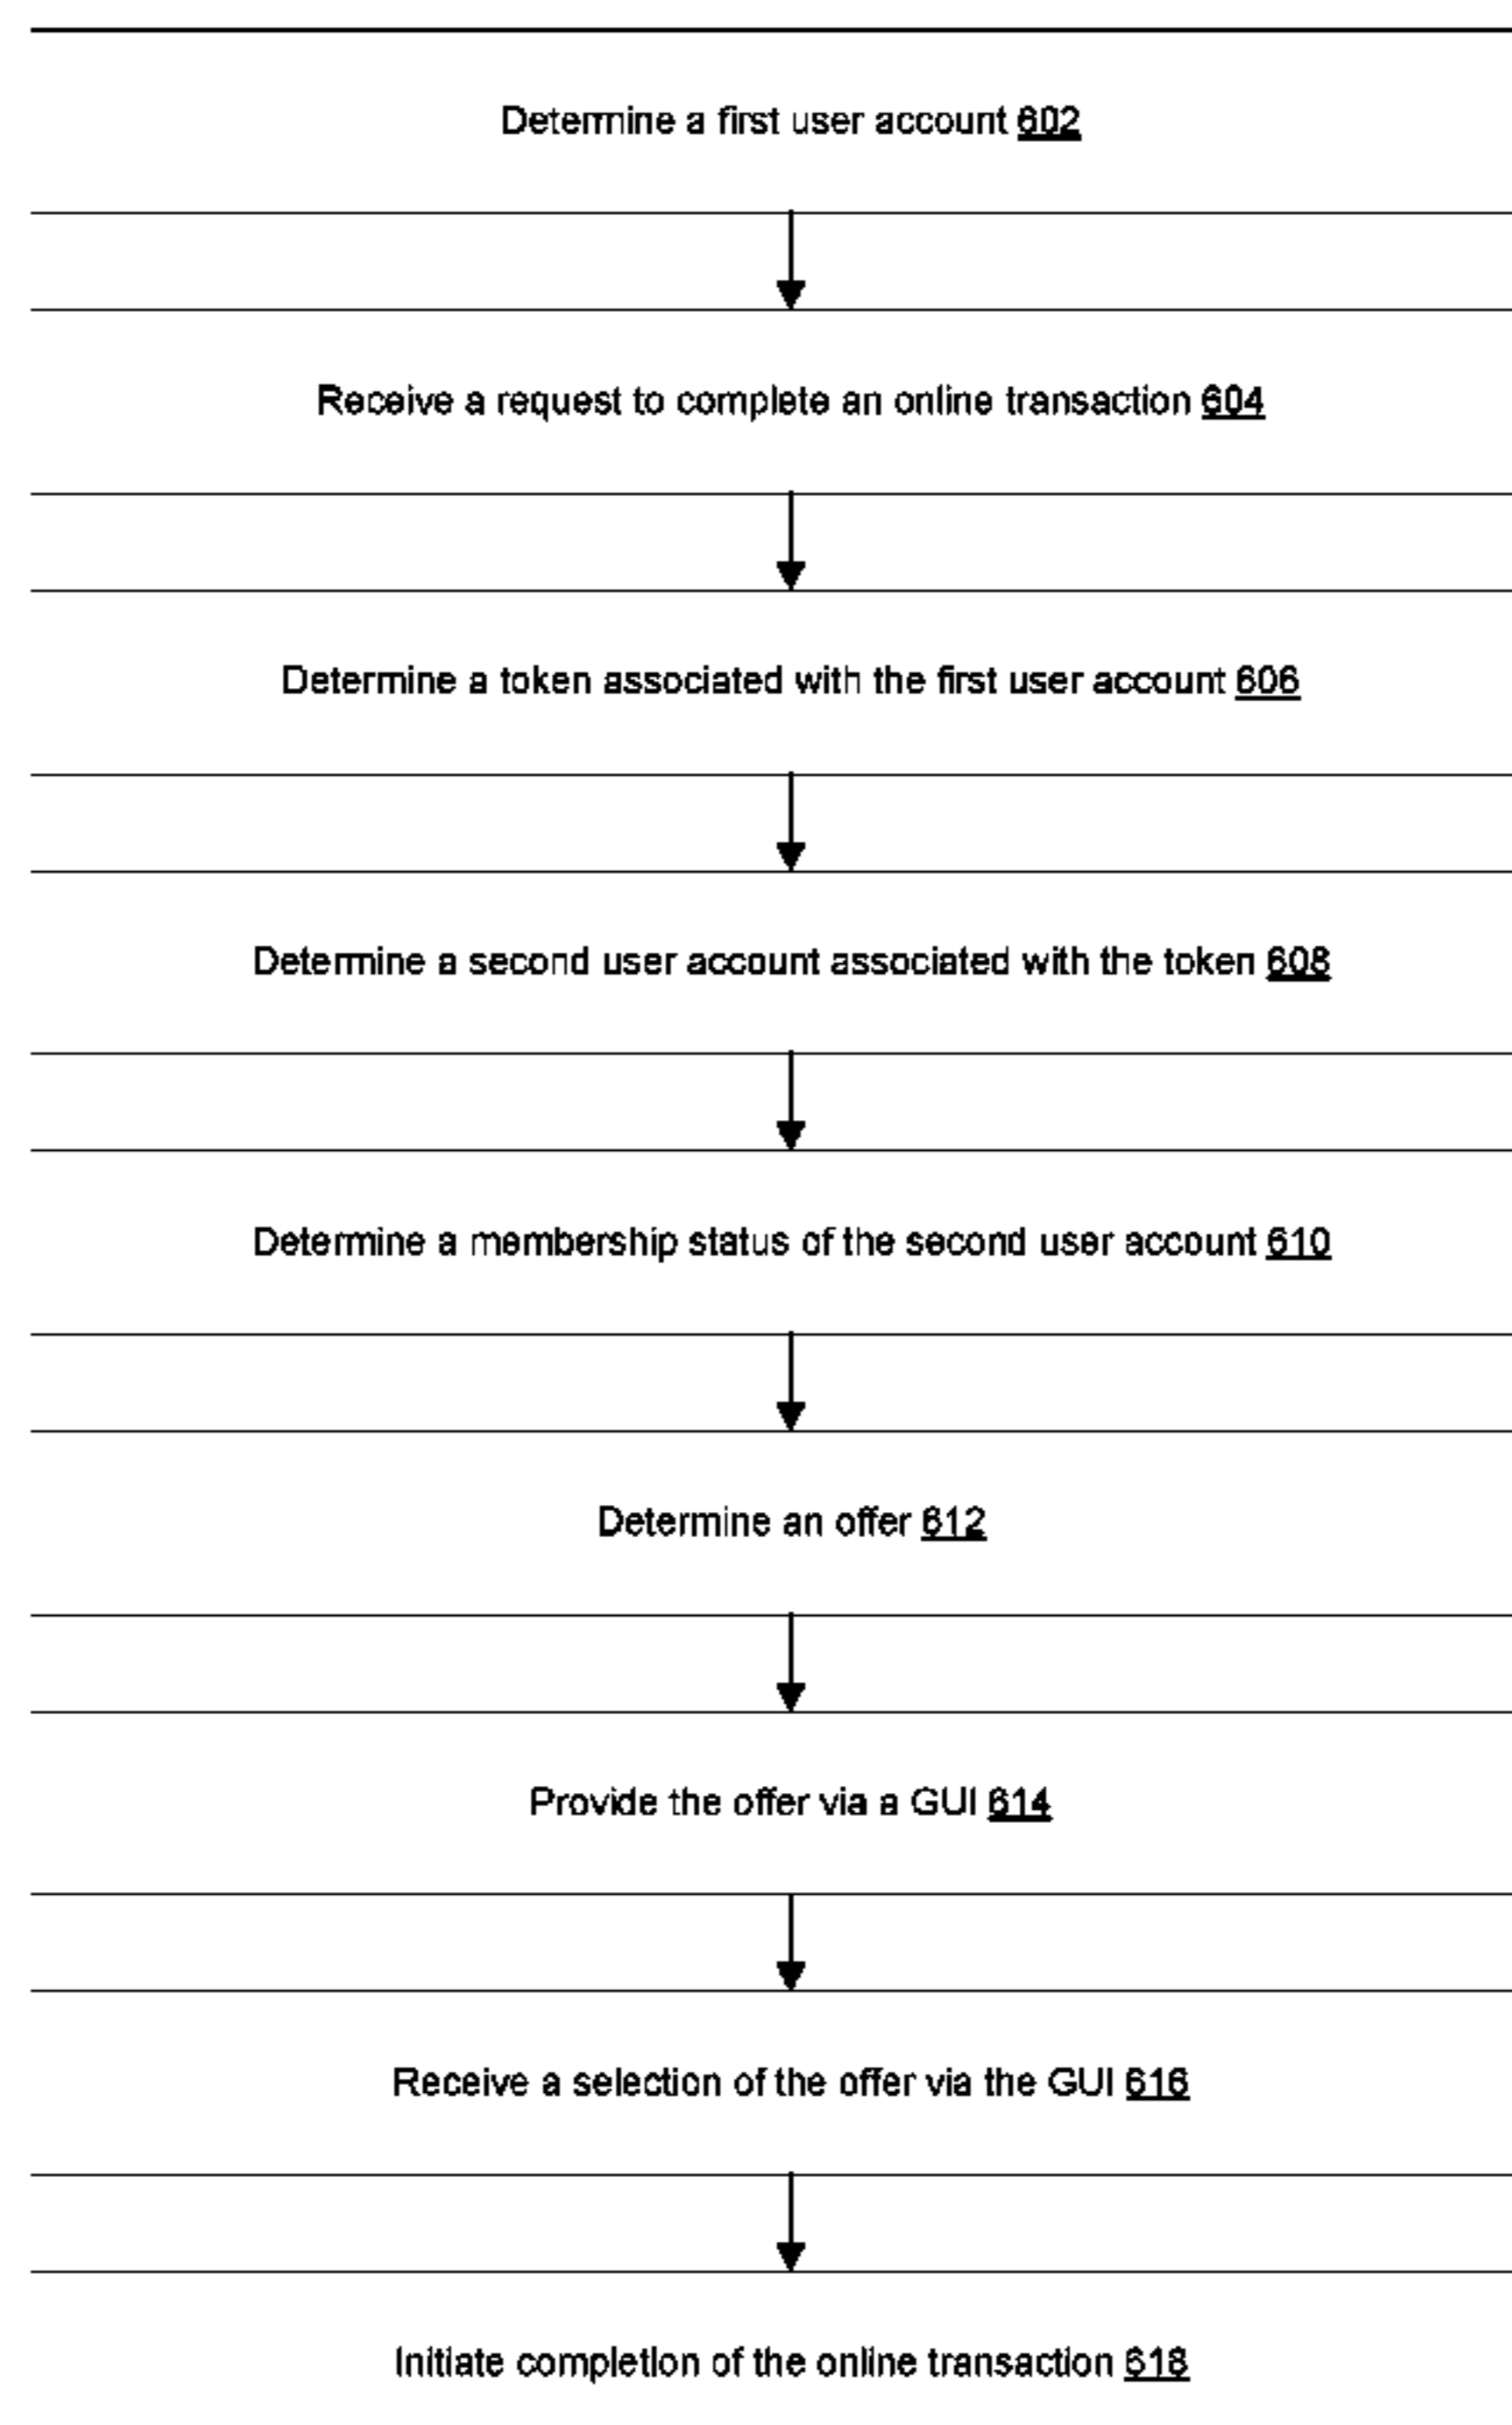 Determine a first user account 602
Receive a request to complete an online transaction 604
Determine a token associated with the first user account 606
Determine a second user account associated with the token 608
Determine a membership status of the second user account 610
Determine an offer 612
Provide the offer via a GUI 614
Receive a selection of the offer via the GUI 616
Initiate completion of the online transaction 618